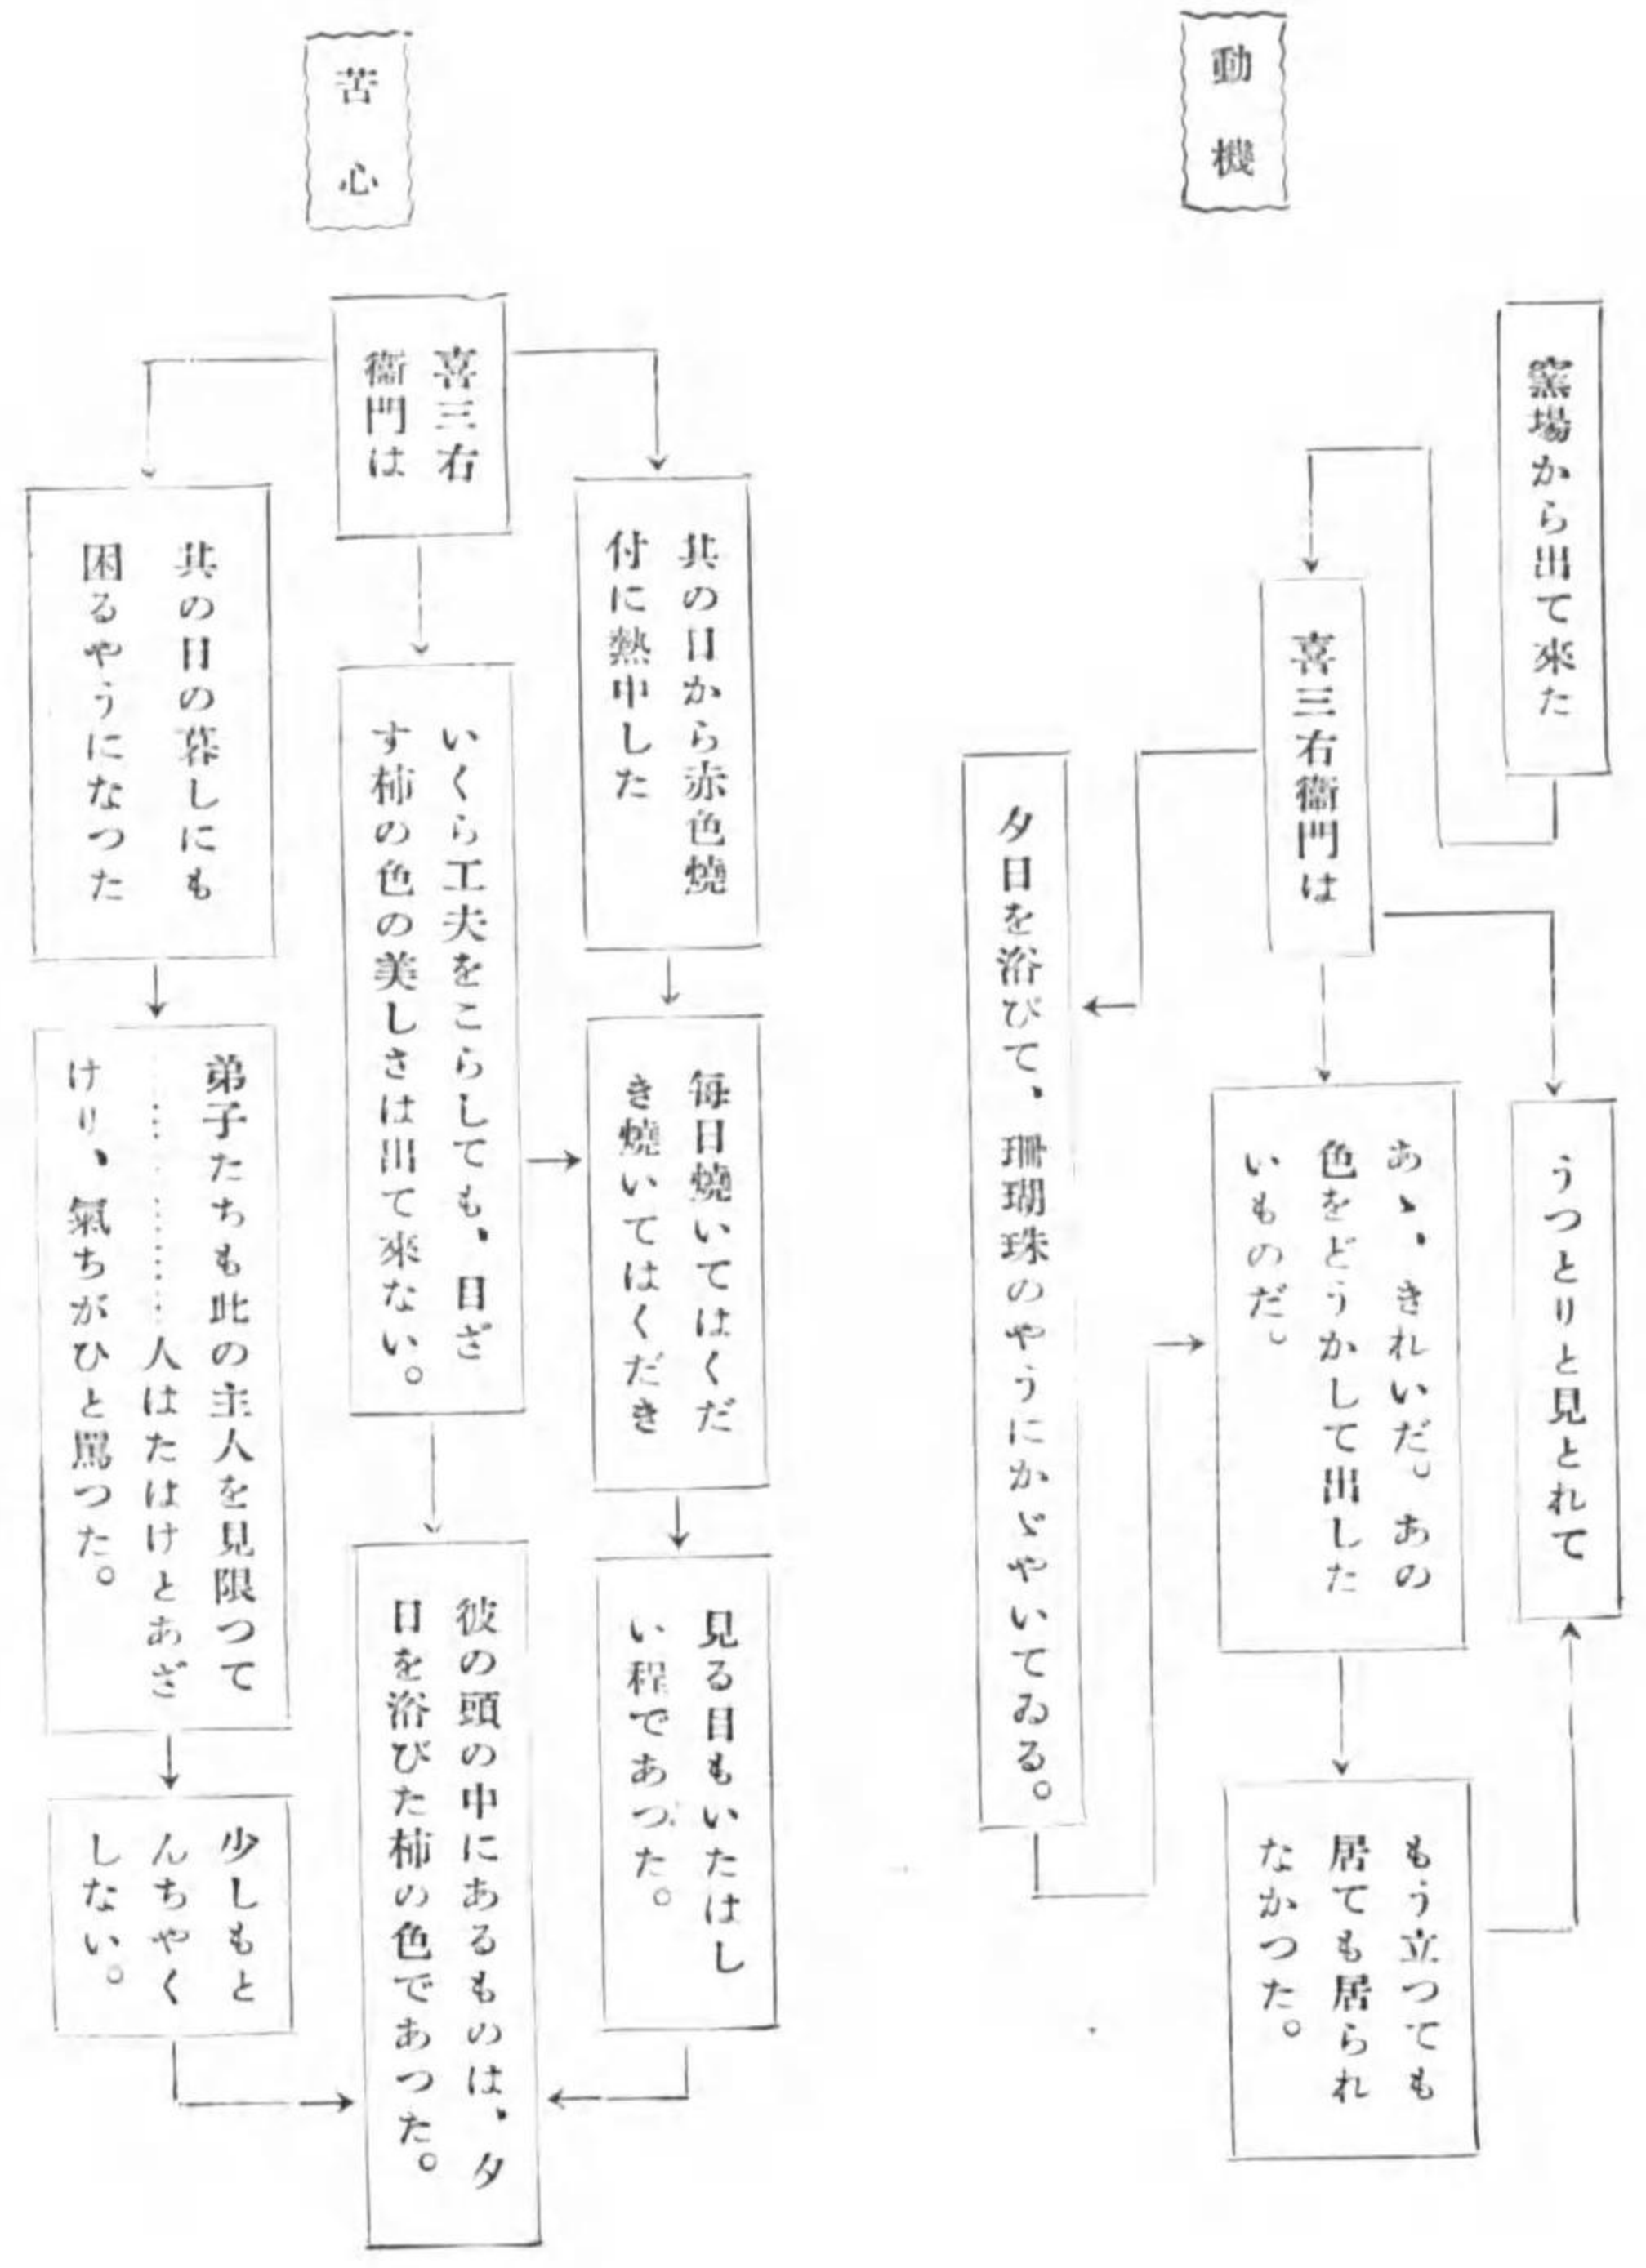 動機
窯場から出て來た
喜三右衞門は
うつとりと見とれて
あゝ、きれいだ。あの
色をどうかして出した
いものだ。
夕日を浴びて、珊瑚珠のやうにかゞやいてゐる。
もう立つても
居ても居られ
なかつた。
苦心
喜三右
衞門は
其の日から赤色燒
付に熱中した
每日燒いてはくだ
き燒いてはくだき
見る目もいたはし
い程であつた。
いくら工夫をこらしても、目ざ
す柿の色の美しさは出て來ない。
彼の頭の中にあるものは、夕
日を浴びた柿の色であつた。
其の日の暮しにも
困るやうになつた
弟子たちも此の主人を見限つて
…………人はたはけとあざ
けり、氣ちがひと罵つた。
少しもと
んちやく
しない。